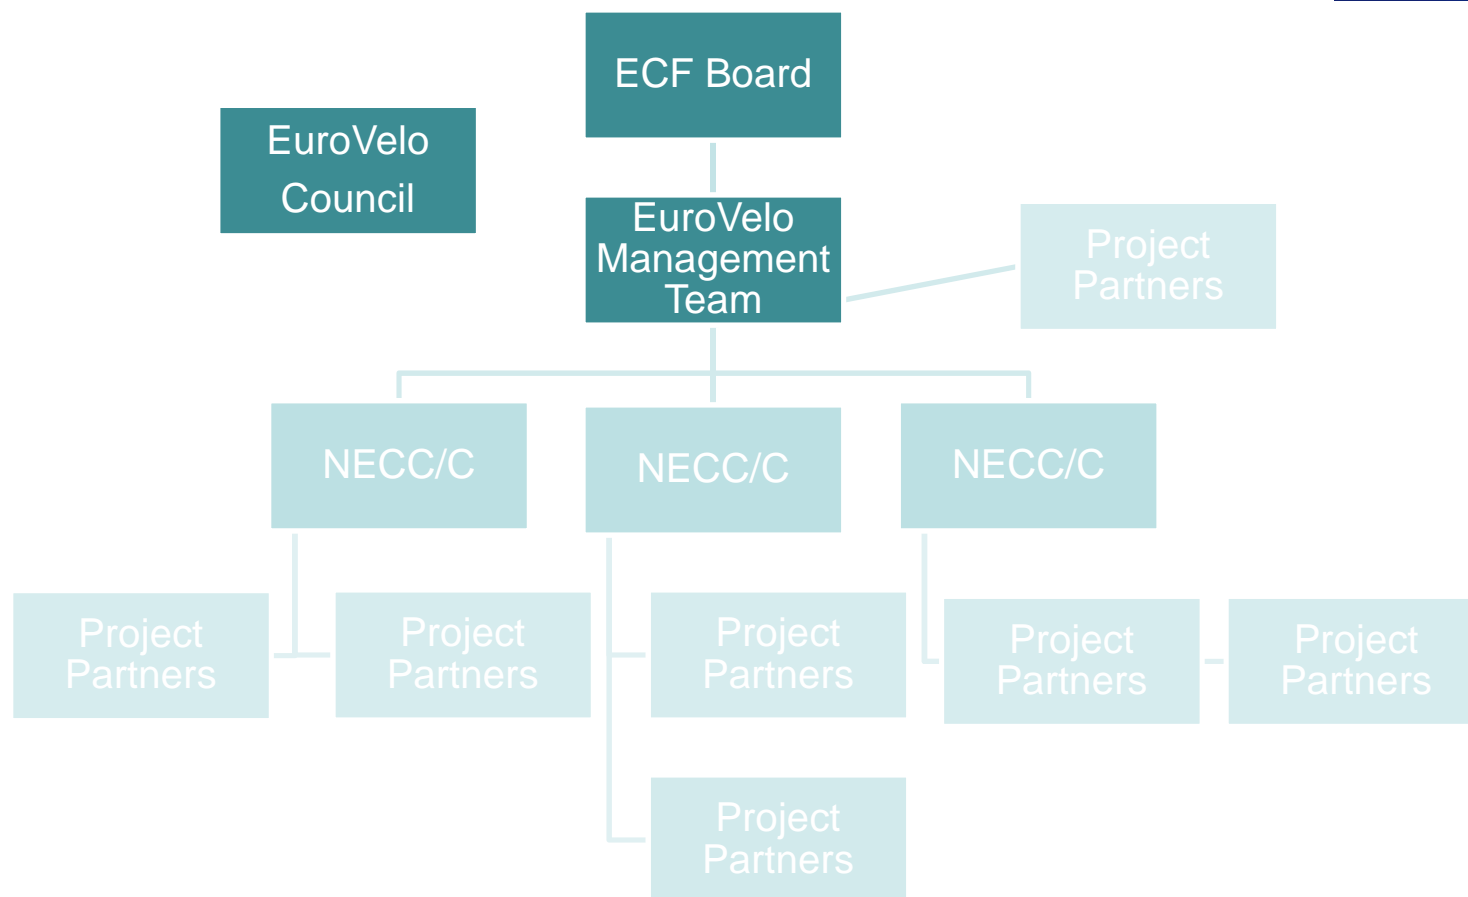 ECF Board
EuroVelo
Council
EuroVelo
Management
Team
Project
Partners
NECC/C
NECC/C
NECC/C
Project
Partners
Project
Partners
Project
Partners
Project
Partners
Project
Partners
Project
Partners